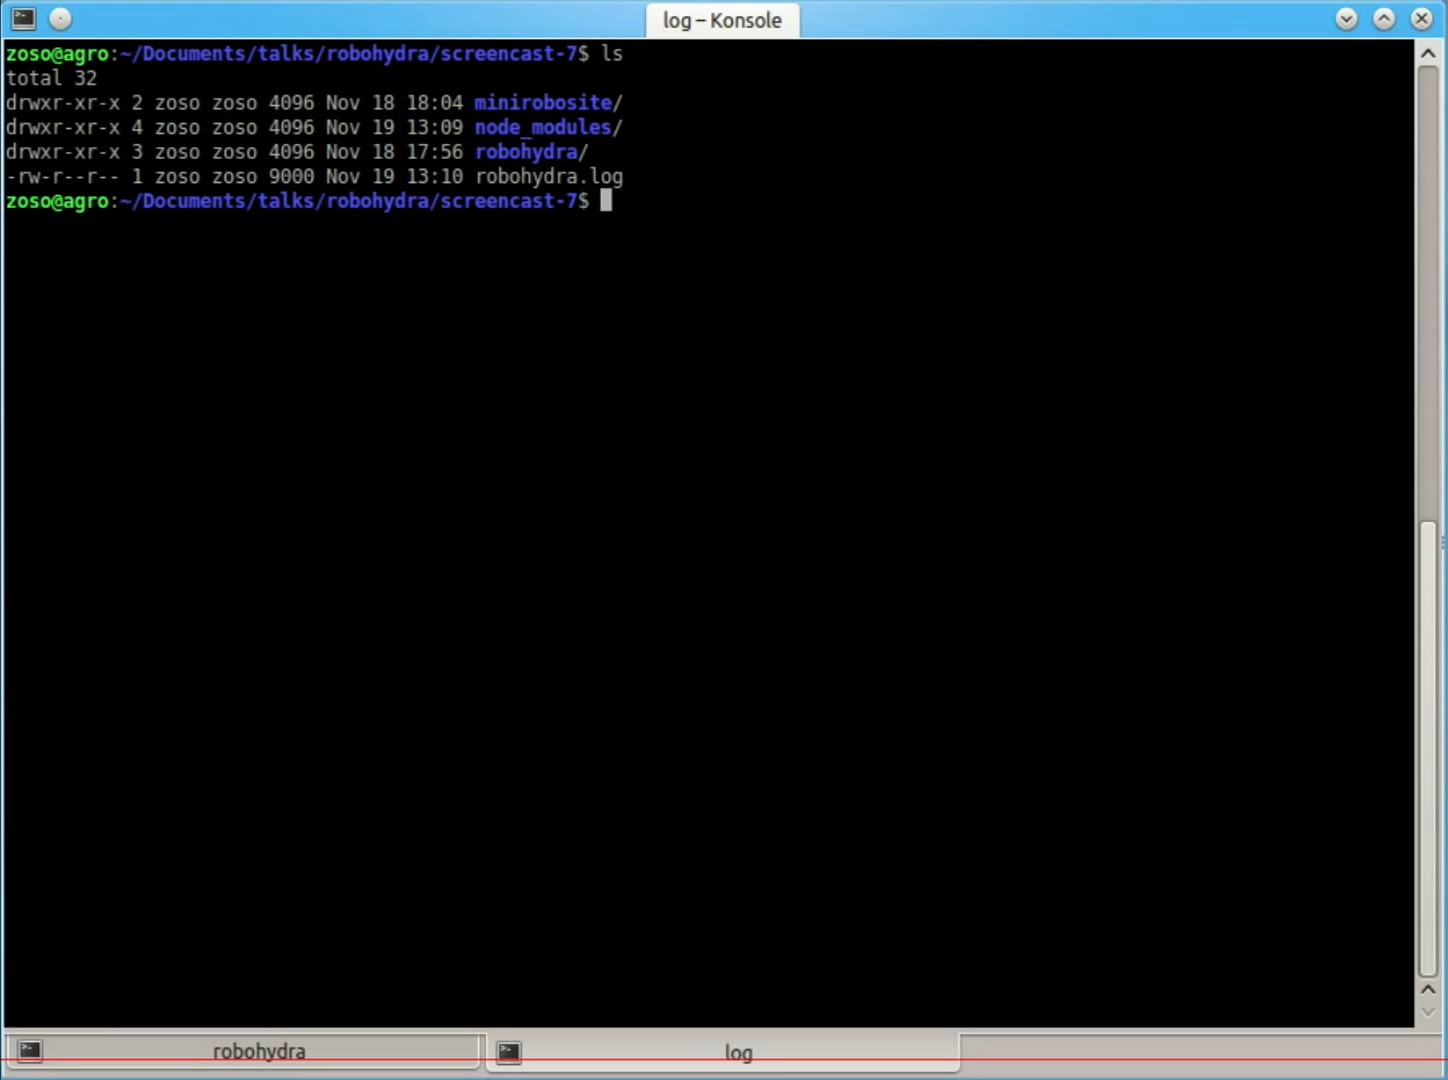 log – Konsole
zoso@agro:~/Documents/talks/robohydra/screencast-7$ ls
total 32
drwxr-xr-x 2 zoso zoso 4096 Nov 18 18:04 minirobosite/
drwxr-xr-x 4 zoso zoso 4096 Nov 19 13:09 node_modules/
drwxr-xr-x 3 zoso zoso 4096 Nov 18 17:56 robohydra/
-rw-r--r-- 1 zoso zoso 9000 Nov 19 13:10 robohydra.log
zoso@agro:~/Documents/talks/robohydra/screencast-7$
robohydra
log